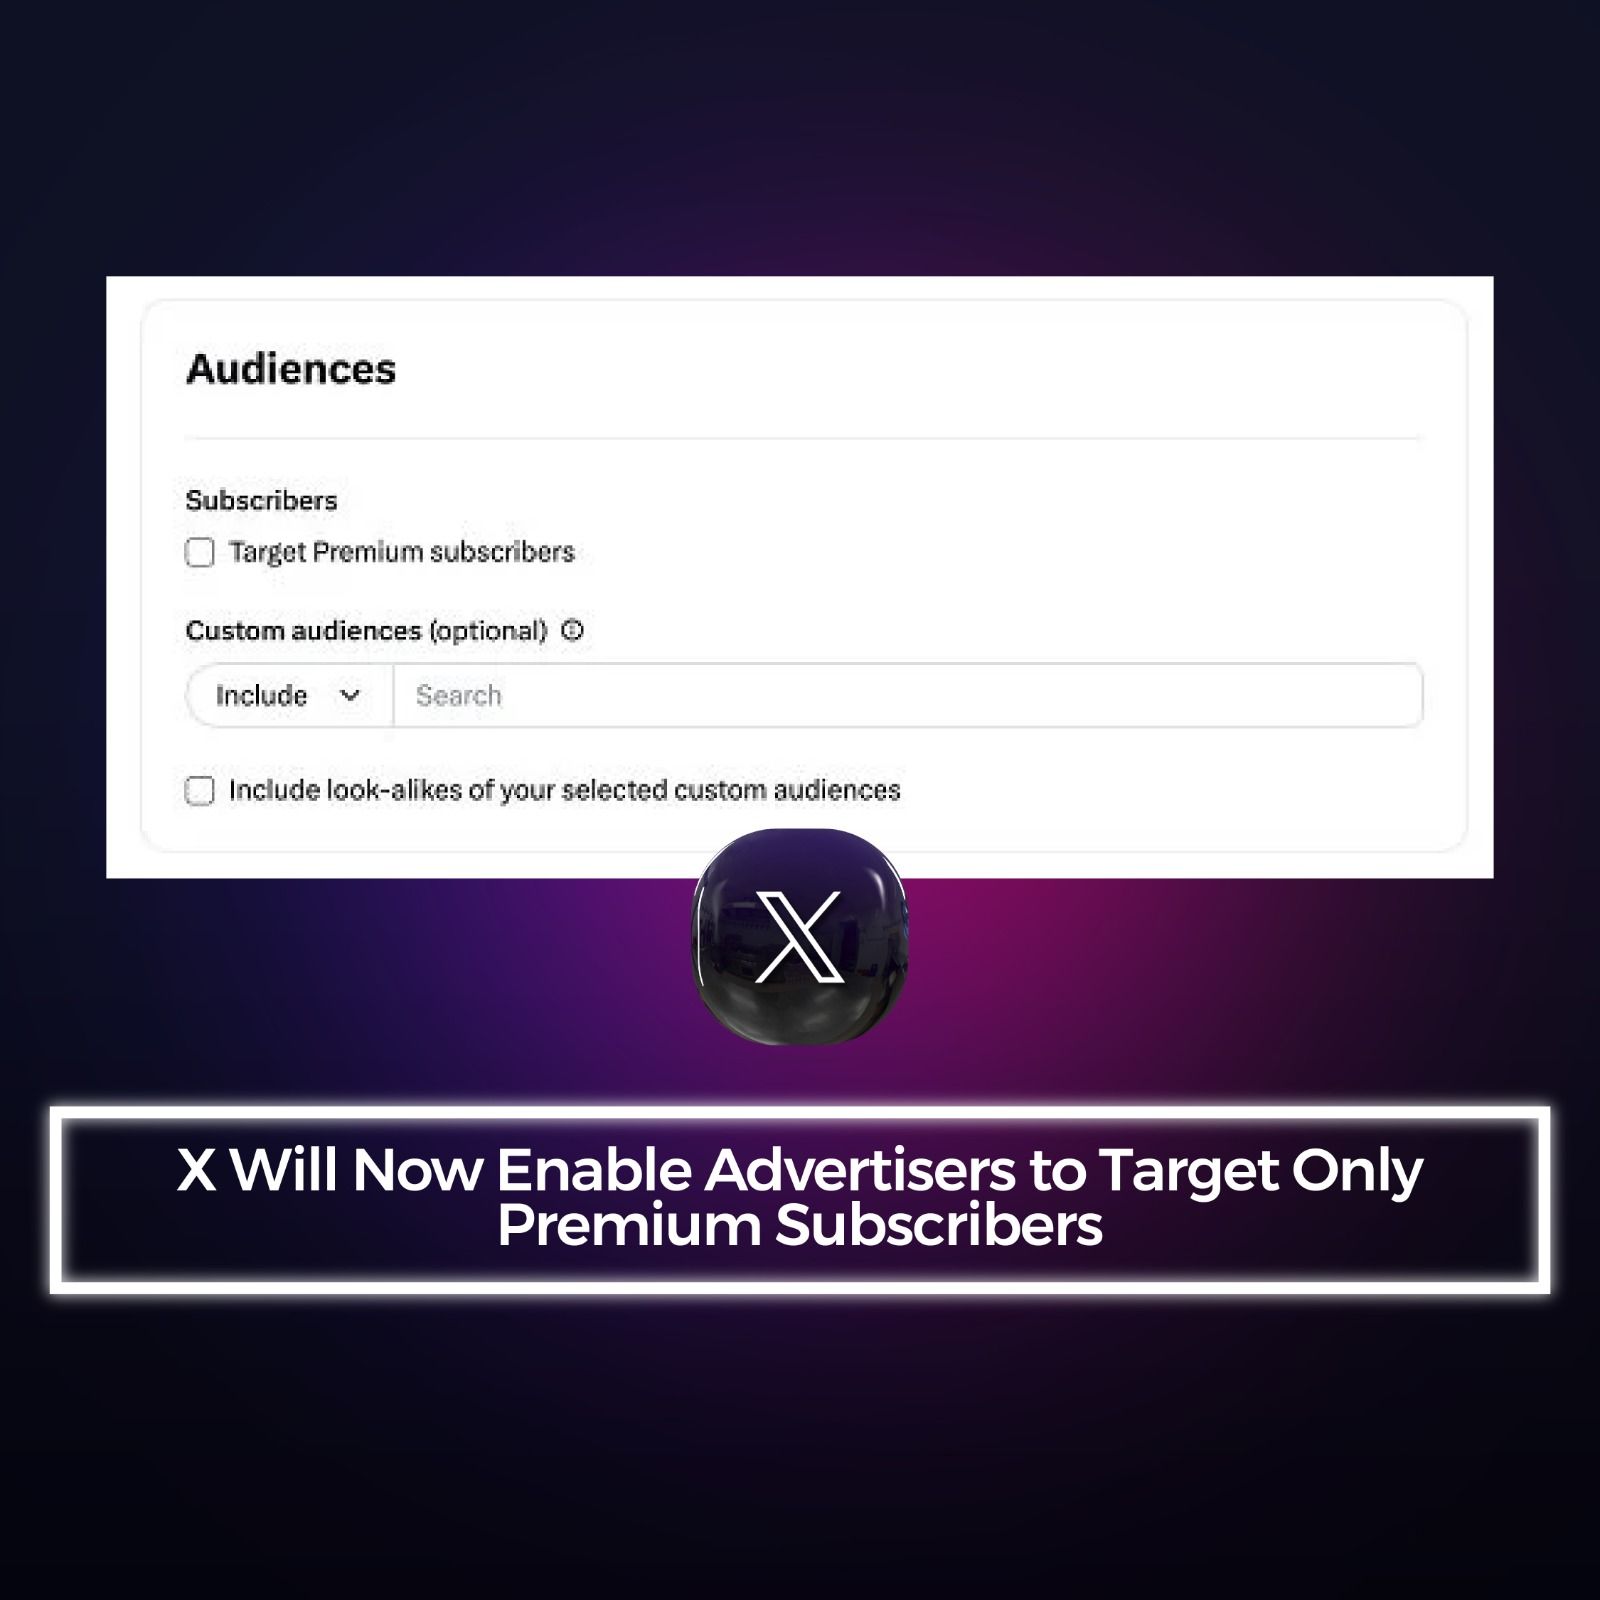 Audiences
Subscribers
Target Premium subscribers
Custom audiences (optional)
Include Search
Include look-alikes of your selected custom audiences
X
X Will Now Enable Advertisers to Target Only
Premium Subscribers